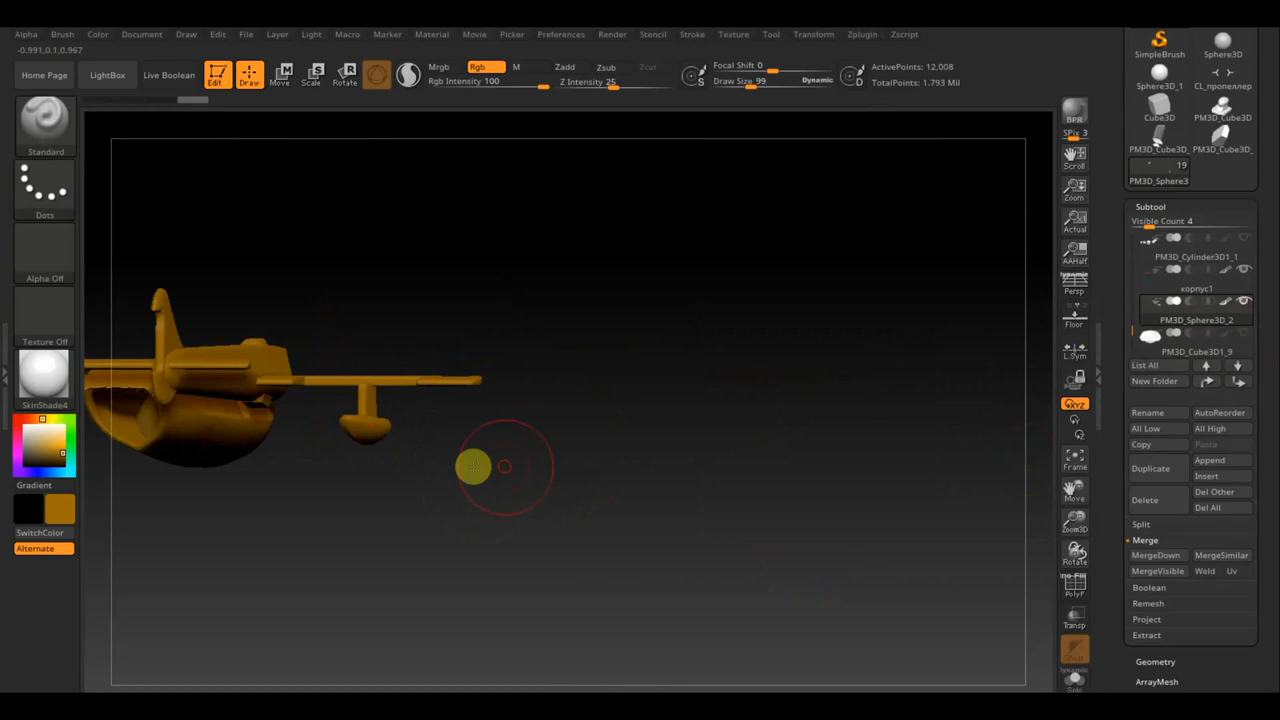 Alpha Brush Color Document Draw Edit File Layer Light Macro Marker Material Movie Picker Preferences Render Stencil Stroke Texture Tool Transform Zplugin Zscript
-0.991,0.1,0.967
Home Page LightBox Live Boolean Edit Draw Move Scale Rotate
Mrgb Rgb M Zadd Zsub Cut
Rgb Intensity 100 Z Intensity 25
Focal Shift 0
Draw Size 99 Dynamic
ActivePoints: 12,008
TotalPoints: 1.793 Mil
Standard
Dots
Alpha Off
Texture Off
SkinShade4
Gradient
SwitchColor
Alternate
BPR
SPix 3
Scroll
Zoom
Actual
AAHalf
Dynamic
Persp
Floor
L.Sym
XYZ
Frame
Move
Zoom3D
Rotate
PolyF
Transp
Dynamic
Solo
SimpleBrush Sphere3D
Sphere3D_1 CL_пропеллер
Cube3D PM3D_Cube3D
PM3D_Cube3D_ PM3D_Cube3D_
19
PM3D_Sphere3
Subtool
Visible Count 4
PM3D_Cylinder3D1_1
корпус1
PM3D_Sphere3D_2
PM3D_Cube3D1_9
List All
New Folder
Rename AutoReorder
All Low All High
Copy Paste
Duplicate Append
Insert
Delete Del Other
Del All
Split
Merge
MergeDown MergeSimilar
MergeVisible Weld Uv
Boolean
Remesh
Project
Extract
Geometry
ArrayMesh